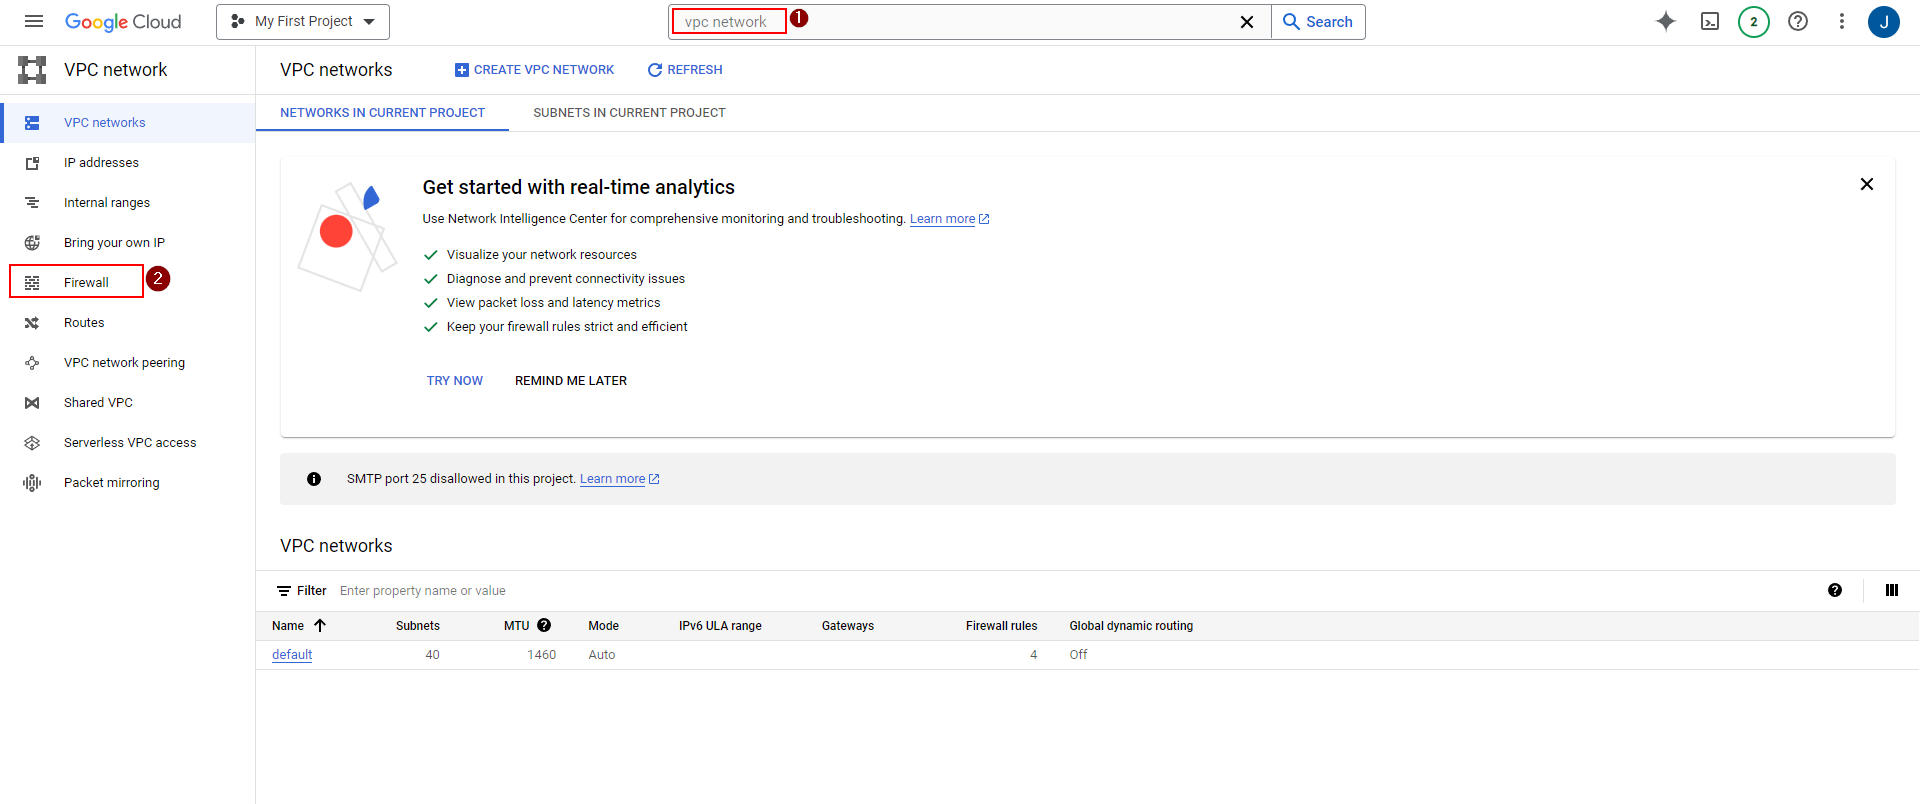 Google Cloud
My First Project
vpc network
1
Search
2
J
VPC network
VPC networks
CREATE VPC NETWORK
REFRESH
VPC networks
IP addresses
Internal ranges
Bring your own IP
Firewall
2
Routes
VPC network peering
Shared VPC
Serverless VPC access
Packet mirroring
NETWORKS IN CURRENT PROJECT
SUBNETS IN CURRENT PROJECT
Get started with real-time analytics
Use Network Intelligence Center for comprehensive monitoring and troubleshooting. Learn more
Visualize your network resources
Diagnose and prevent connectivity issues
View packet loss and latency metrics
Keep your firewall rules strict and efficient
TRY NOW
REMIND ME LATER
SMTP port 25 disallowed in this project. Learn more
VPC networks
Filter Enter property name or value
Name Subnets MTU Mode IPv6 ULA range Gateways Firewall rules Global dynamic routing
default 40 1460 Auto 4 Off